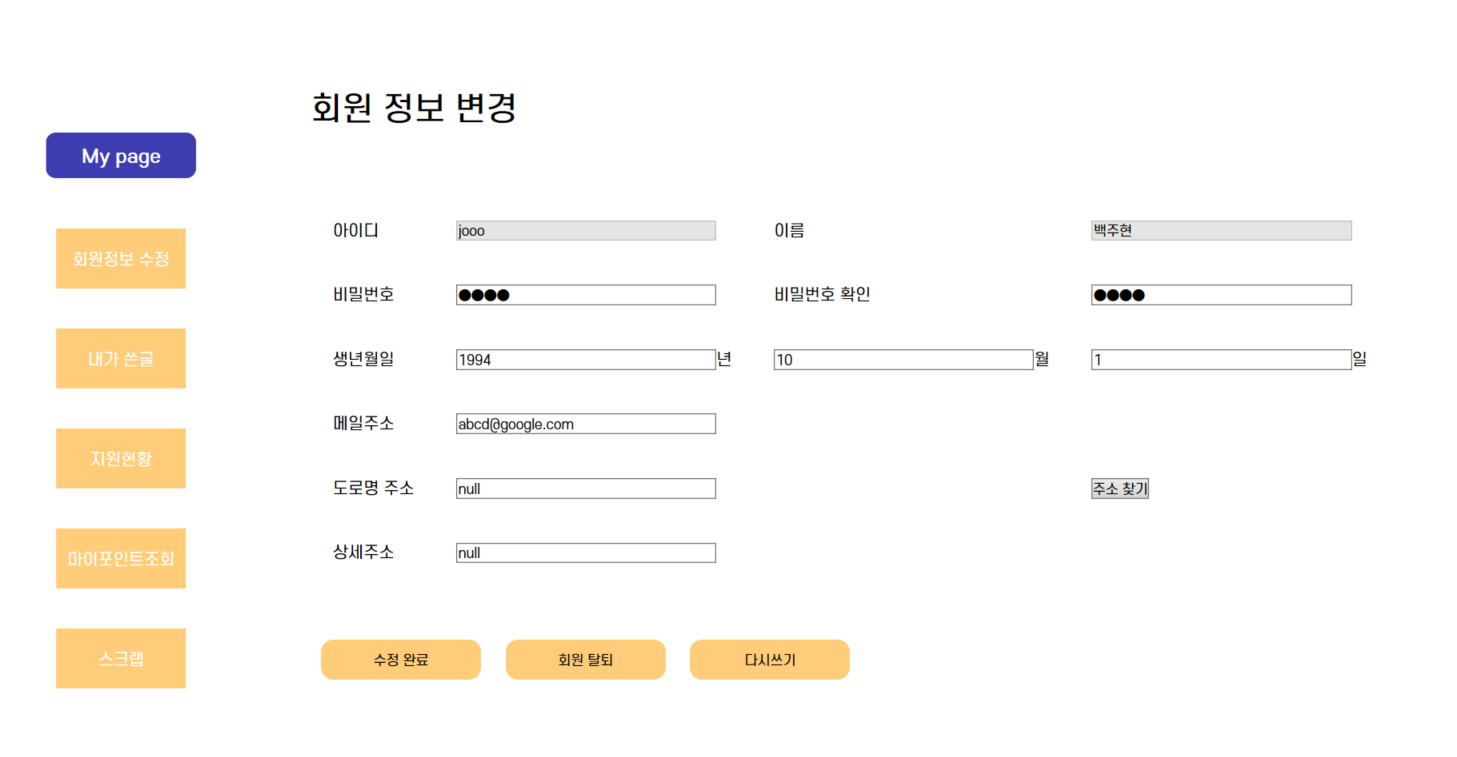 회원 정보 변경
My page
회원정보 수정
내가 쓴글
지원현황
마이포인트조회
스크랩
아이디 jooo 이름 백주현
비밀번호 ●●●● 비밀번호 확인 ●●●●
생년월일 1994 년 10 월 1 일
메일주소 abcd@google.com
도로명 주소 null 주소 찾기
상세주소 null
수정 완료 회원 탈퇴 다시쓰기